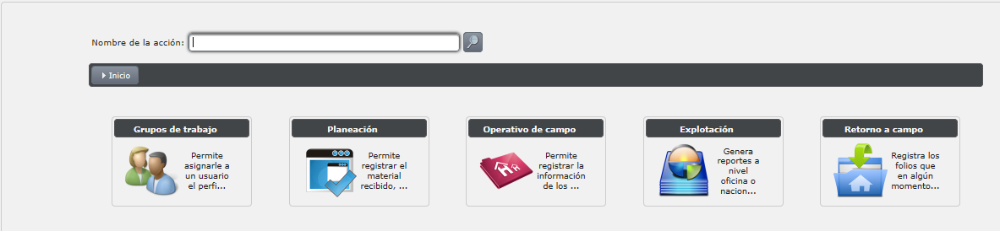 Nombre de la acción:
Inicio
Grupos de trabajo
Permite
asignarle a
un usuario
el perfi...
Planeación
Permite
registrar el
material
recibido, ...
Operativo de campo
Permite
registrar la
información
de los ...
Explotación
Genera
reportes a
nivel
oficina o
nacion...
Retorno a campo
Registra los
folios que
en algún
momento...